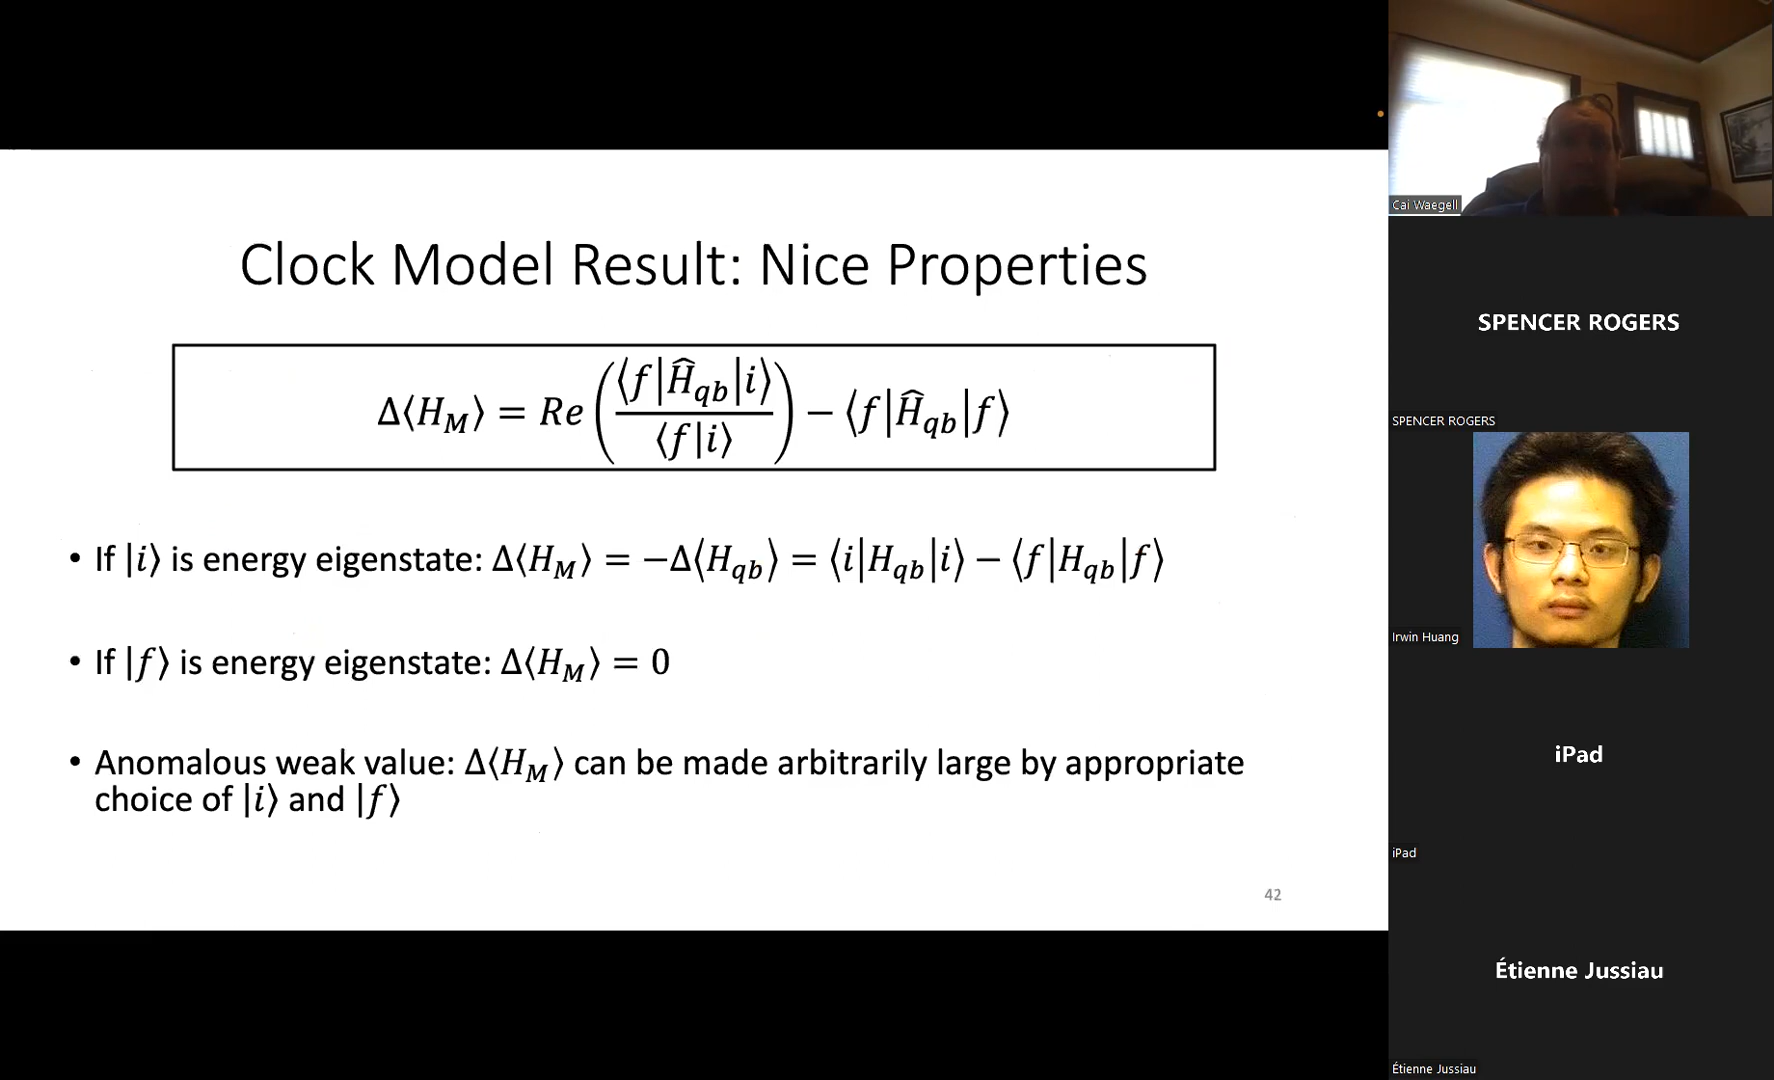 Clock Model Result: Nice Properties
Δ⟨H_M⟩ = Re(⟨f|Ĥ_qb|i⟩ / ⟨f|i⟩) − ⟨f|Ĥ_qb|f⟩
• If |i⟩ is energy eigenstate: Δ⟨H_M⟩ = −Δ⟨H_qb⟩ = ⟨i|H_qb|i⟩ − ⟨f|H_qb|f⟩
• If |f⟩ is energy eigenstate: Δ⟨H_M⟩ = 0
• Anomalous weak value: Δ⟨H_M⟩ can be made arbitrarily large by appropriate
choice of |i⟩ and |f⟩
42
Cai Waegell
SPENCER ROGERS
SPENCER ROGERS
Irwin Huang
iPad
iPad
Étienne Jussiau
Étienne Jussiau